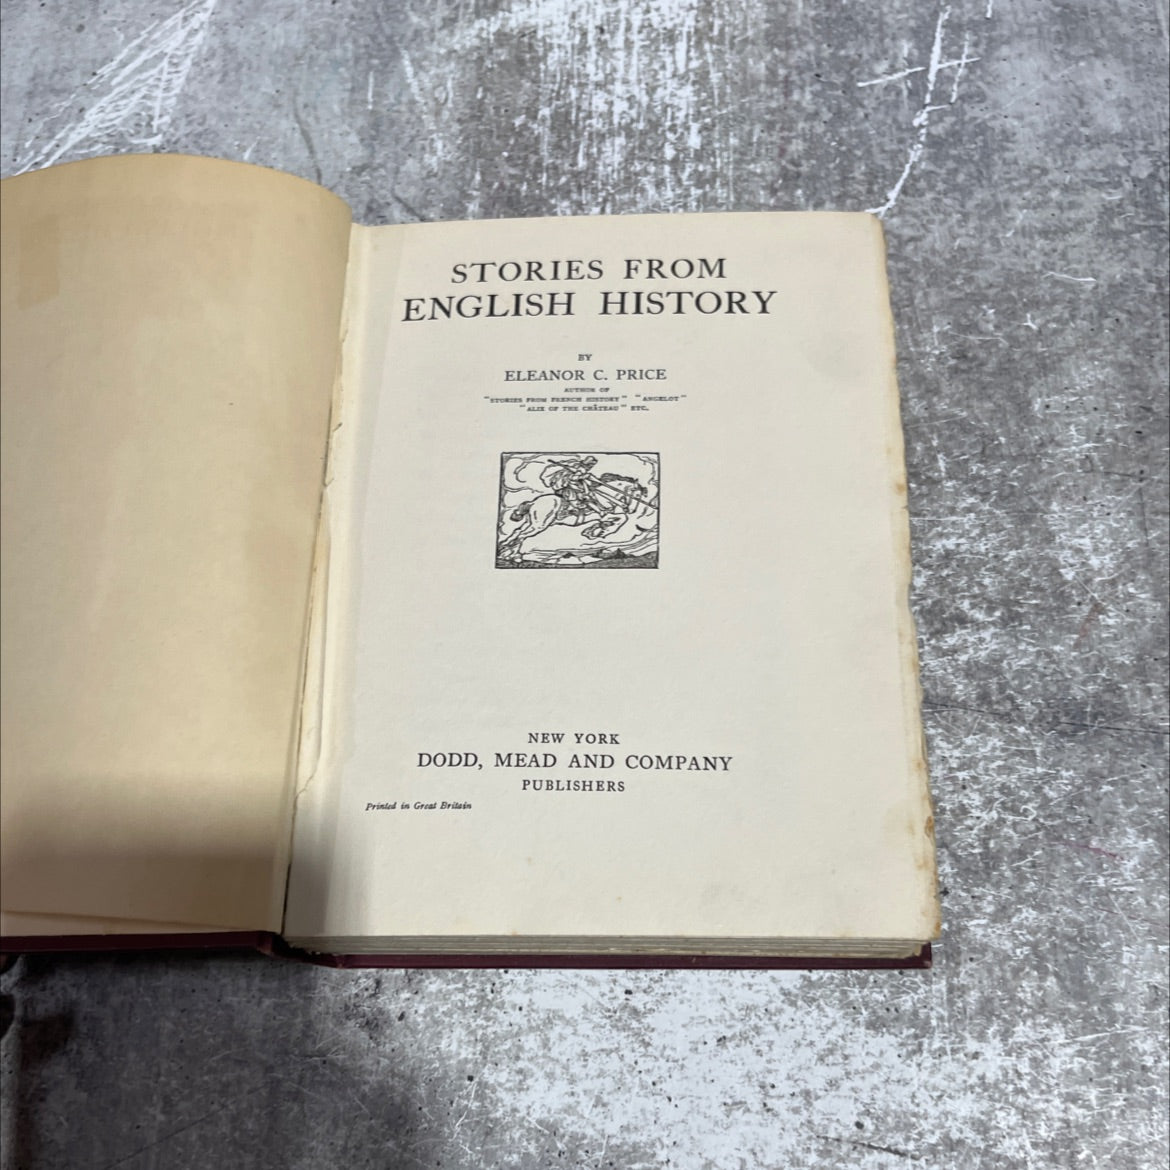 STORIES FROM
ENGLISH HISTORY
BY
ELEANOR C. PRICE
AUTHOR OF
"STORIES FROM FRENCH HISTORY" "ANGELOT"
"ALIX OF THE CHÂTEAU" ETC.
NEW YORK
DODD, MEAD AND COMPANY
PUBLISHERS
Printed in Great Britain